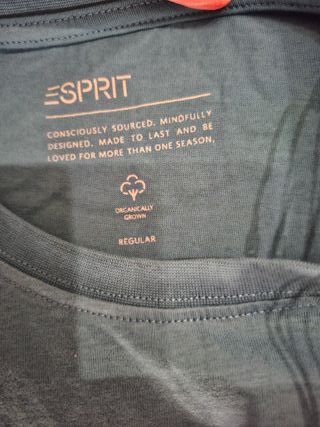 ESPRIT
CONSCIOUSLY SOURCED. MINDFULLY
DESIGNED. MADE TO LAST AND BE
LOVED FOR MORE THAN ONE SEASON.
ORGANICALLY
GROWN
REGULAR